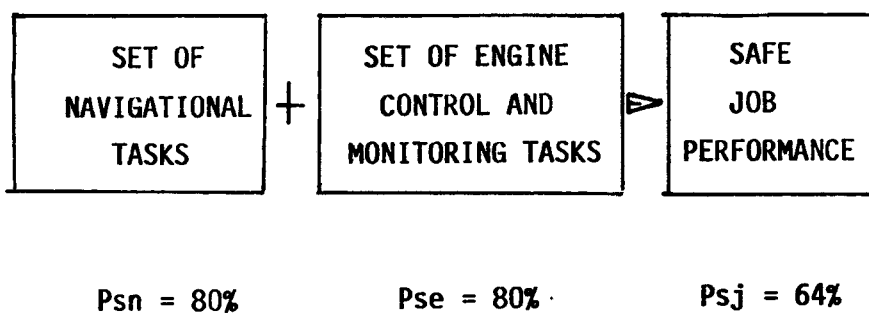 SET OF
NAVIGATIONAL
TASKS
+
SET OF ENGINE
CONTROL AND
MONITORING TASKS
SAFE
JOB
PERFORMANCE
Psn = 80%
Pse = 80%
Psj = 64%